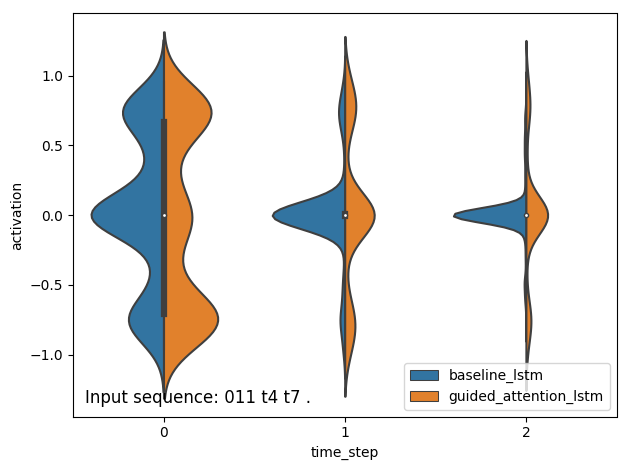 1.0
0.5
0.0
−0.5
−1.0
activation
Input sequence: 011 t4 t7 .
baseline_lstm
guided_attention_lstm
0
1
2
time_step